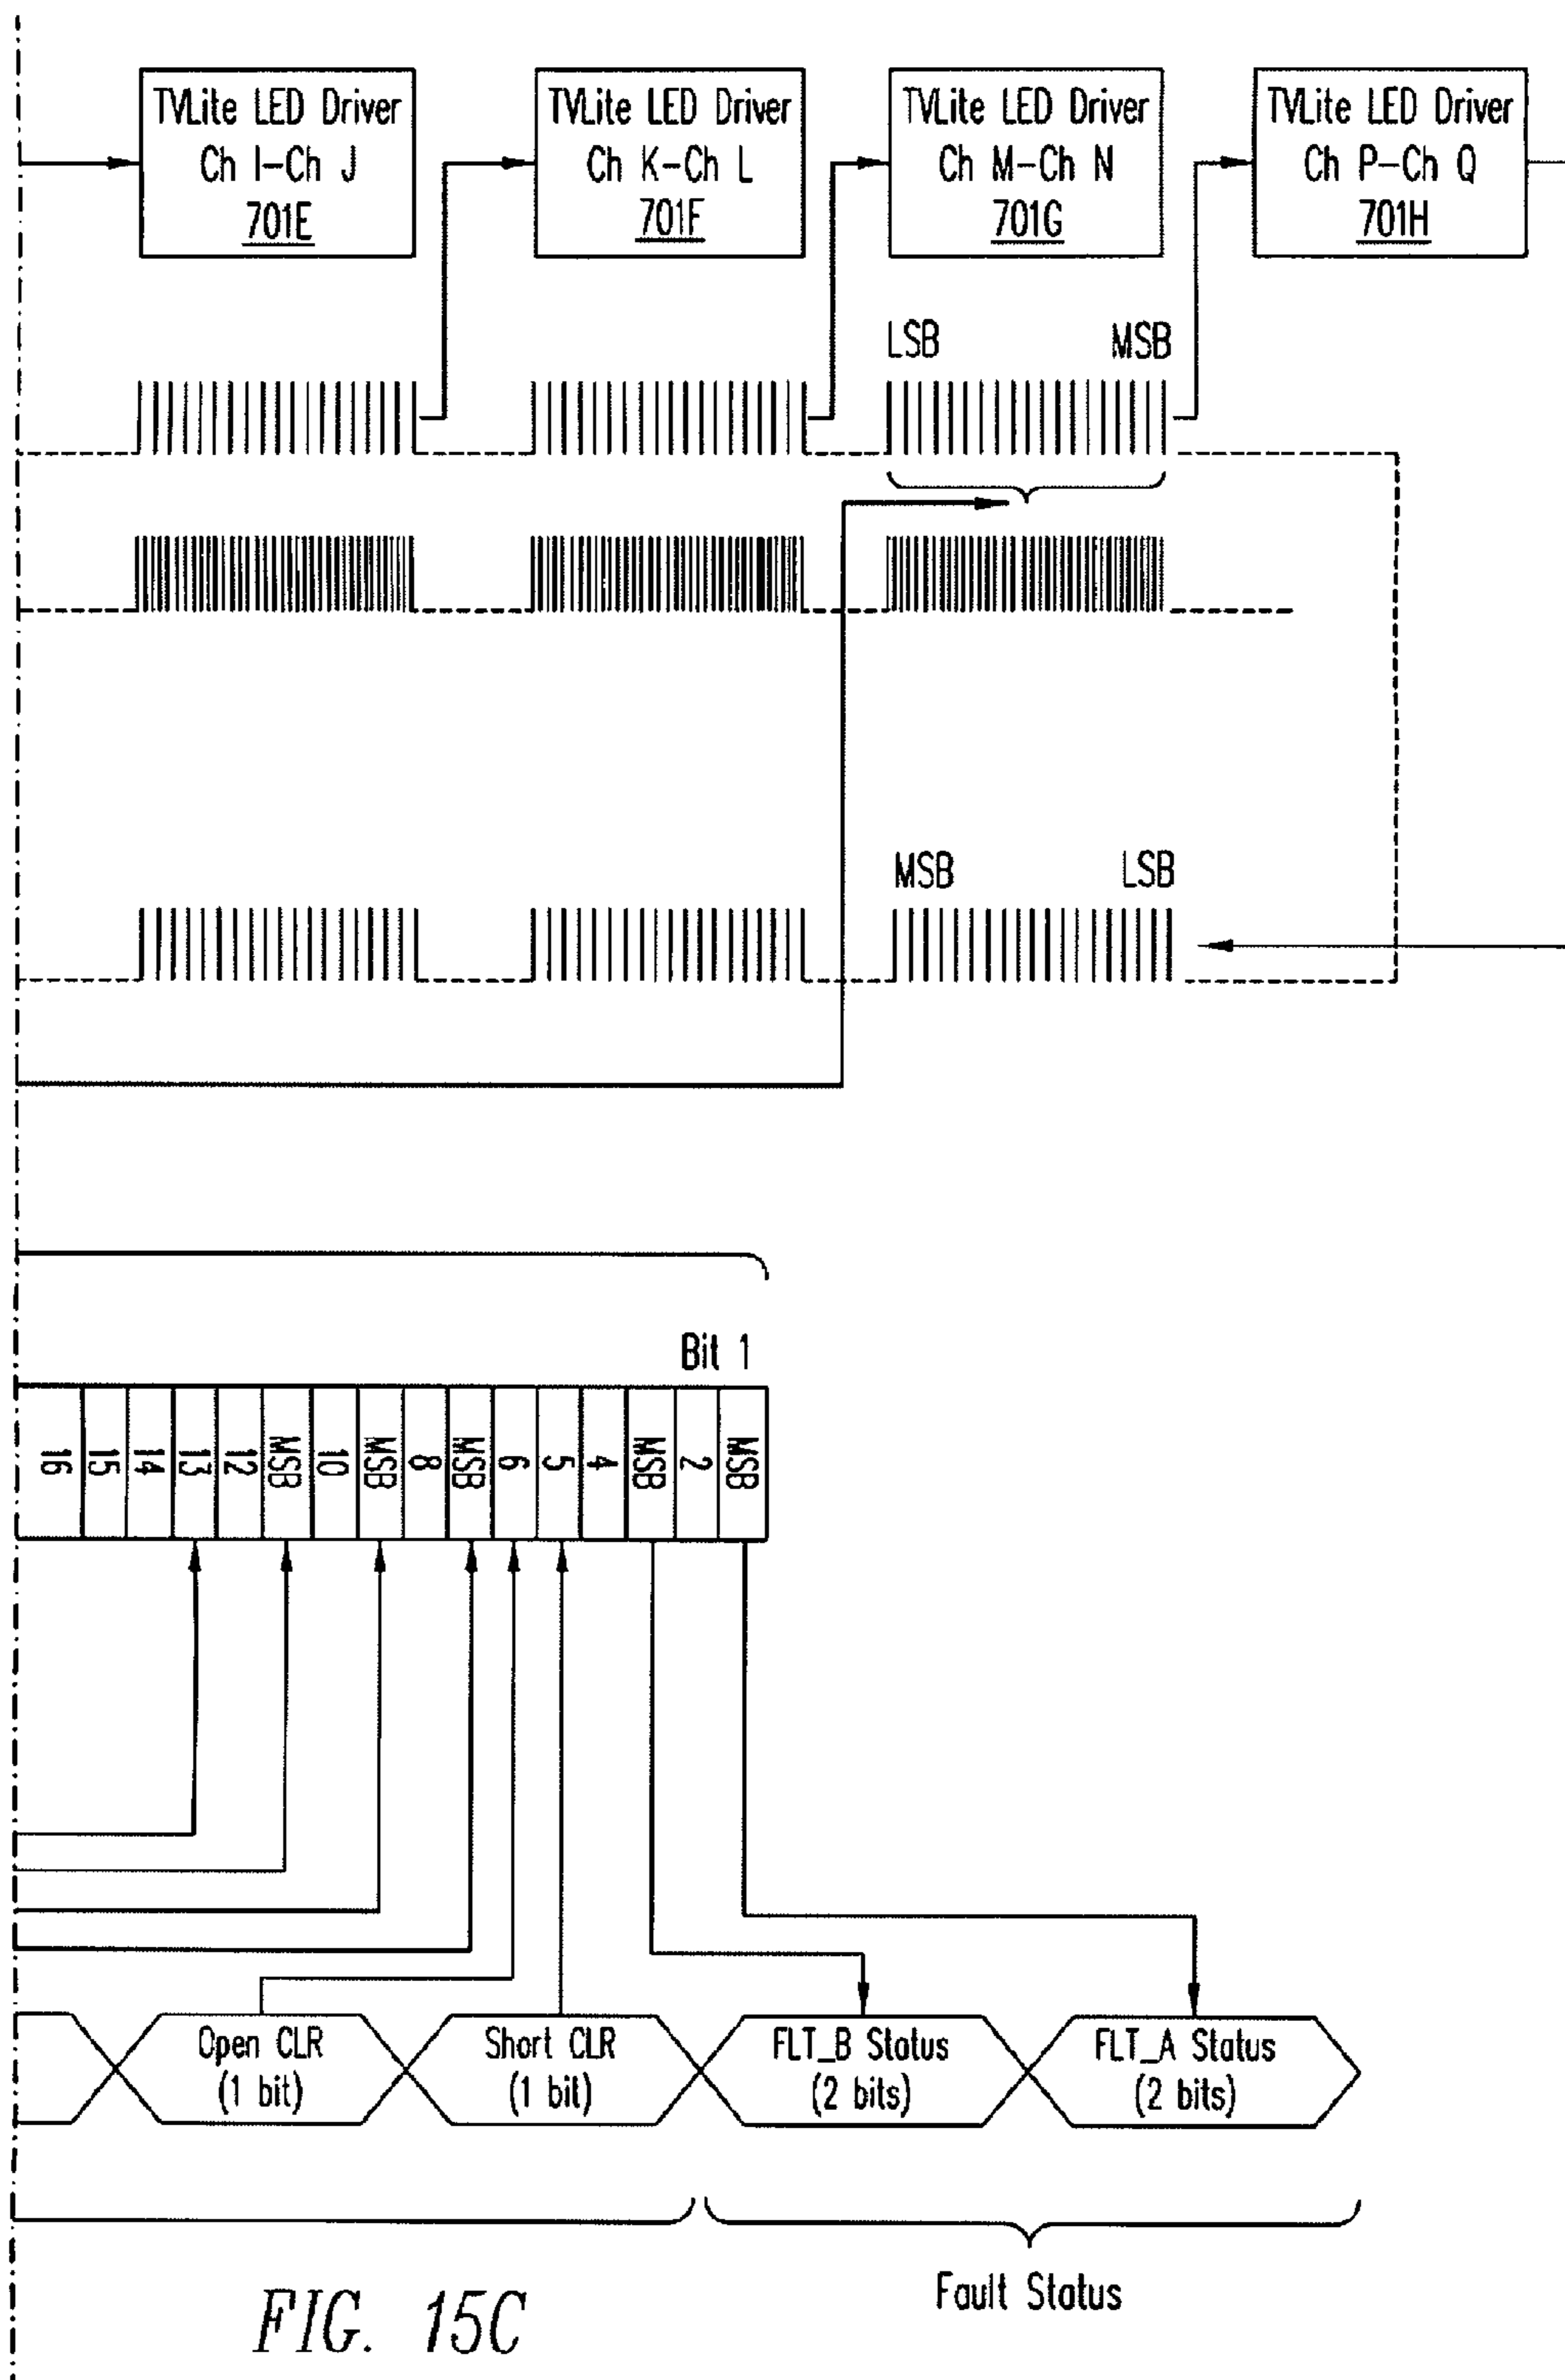 TVLite LED Driver
Ch I-Ch J
701E
TVLite LED Driver
Ch K-Ch L
701F
TVLite LED Driver
Ch M-Ch N
701G
TVLite LED Driver
Ch P-Ch Q
701H
LSB
MSB
MSB
LSB
Bit 1
16
15
14
13
12
MSB
10
MSB
8
MSB
6
5
4
MSB
2
MSB
Open CLR
(1 bit)
Short CLR
(1 bit)
FLT_B Status
(2 bits)
FLT_A Status
(2 bits)
Fault Status
FIG. 15C